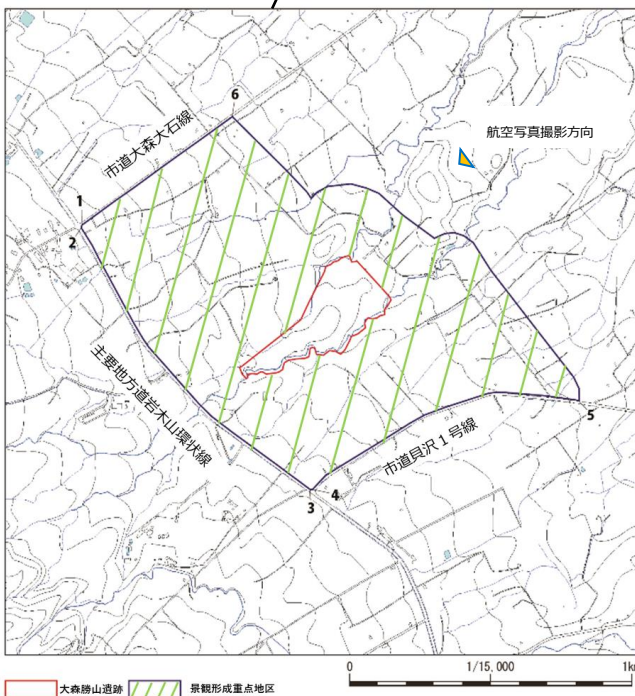 6
市道大森大石線
航空写真撮影方向
1
2
主要地方道岩木山環状線
市道貝沢1号線
5
4
3
0 1/15,000 1k
大森勝山遺跡 景観形成重点地区